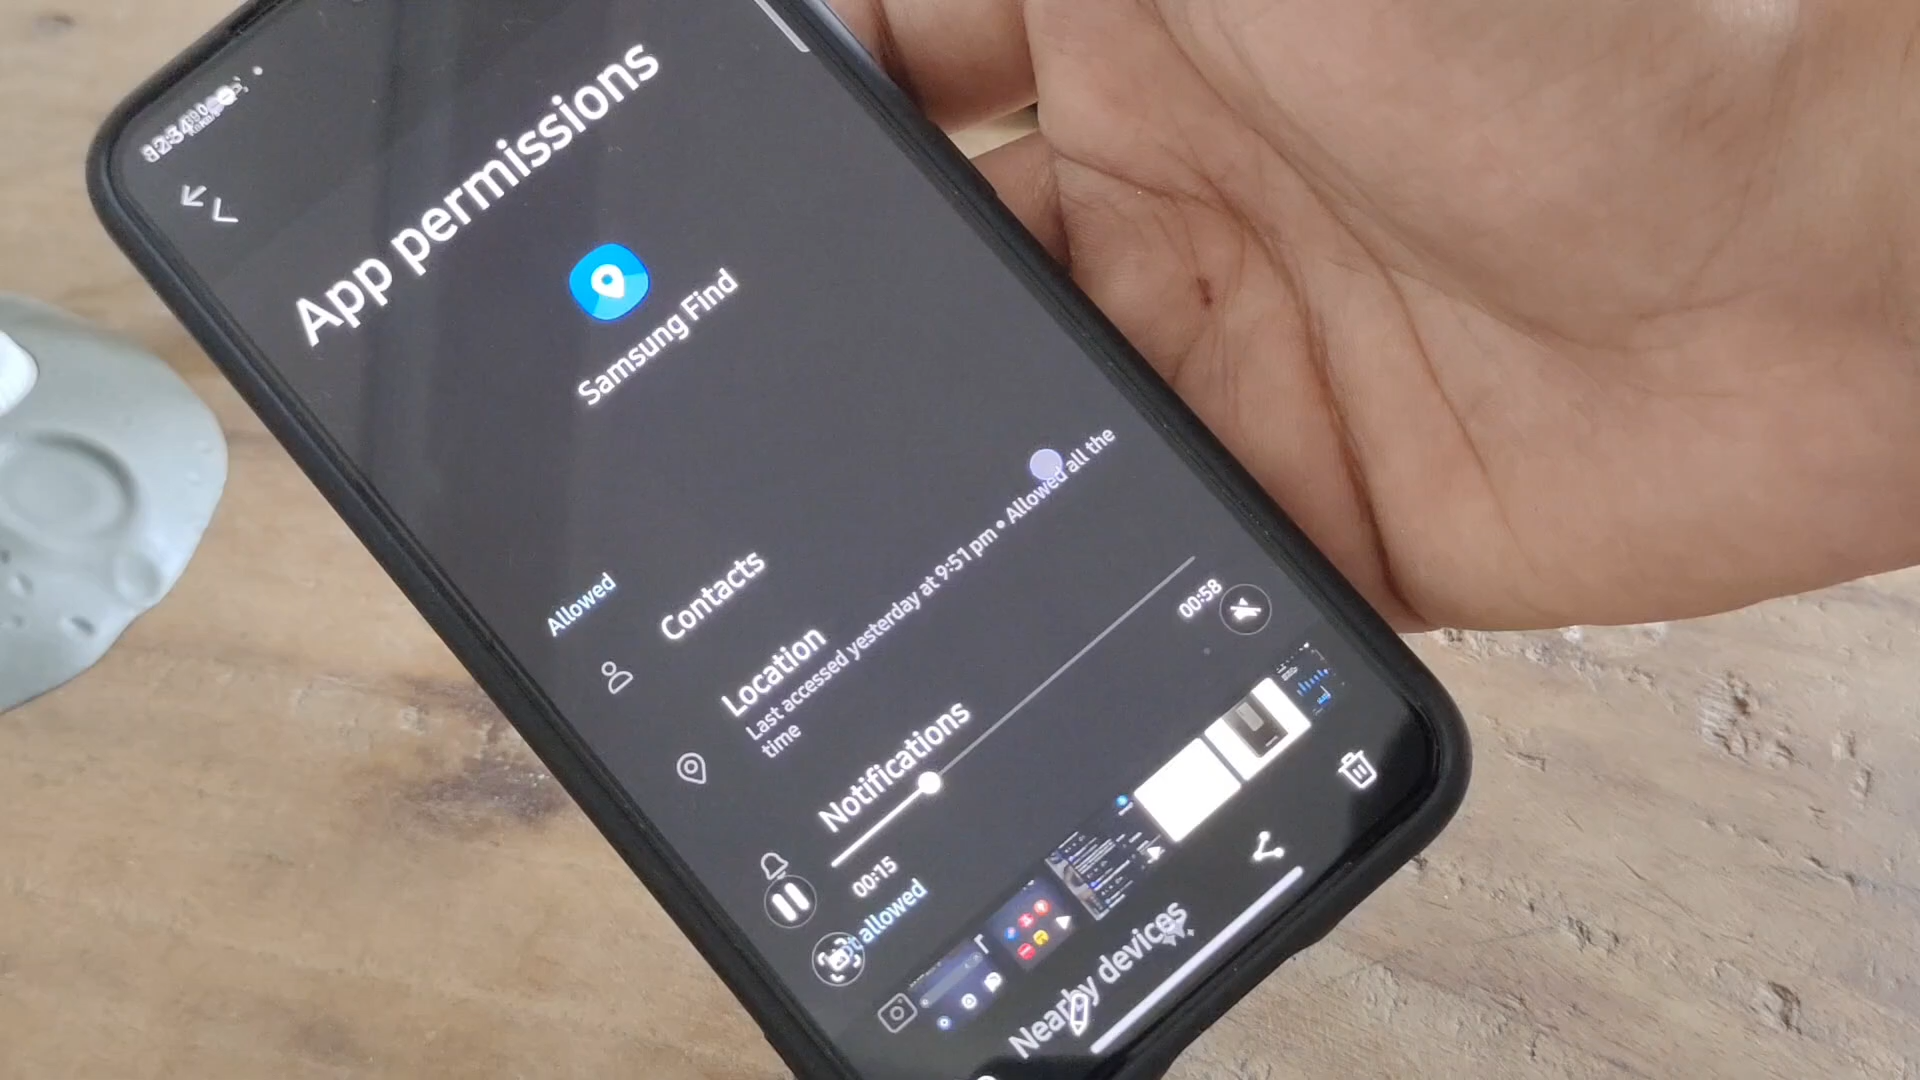 App permissions
Samsung Find
Allowed
Contacts
Location
Last accessed yesterday at 9:51 pm • Allowed all the
time
Notifications
00:58
00:15
allowed
Nearby devices